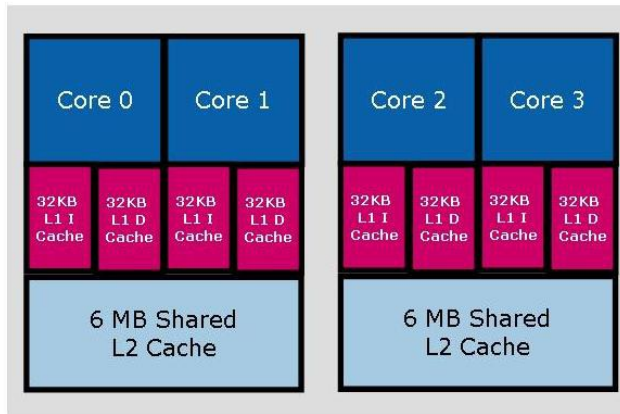 Core 0
Core 1
Core 2
Core 3
32KB
L1 I
Cache
32KB
L1 D
Cache
32KB
L1 I
Cache
32KB
L1 D
Cache
32KB
L1 I
Cache
32KB
L1 D
Cache
32KB
L1 I
Cache
32KB
L1 D
Cache
6 MB Shared
L2 Cache
6 MB Shared
L2 Cache